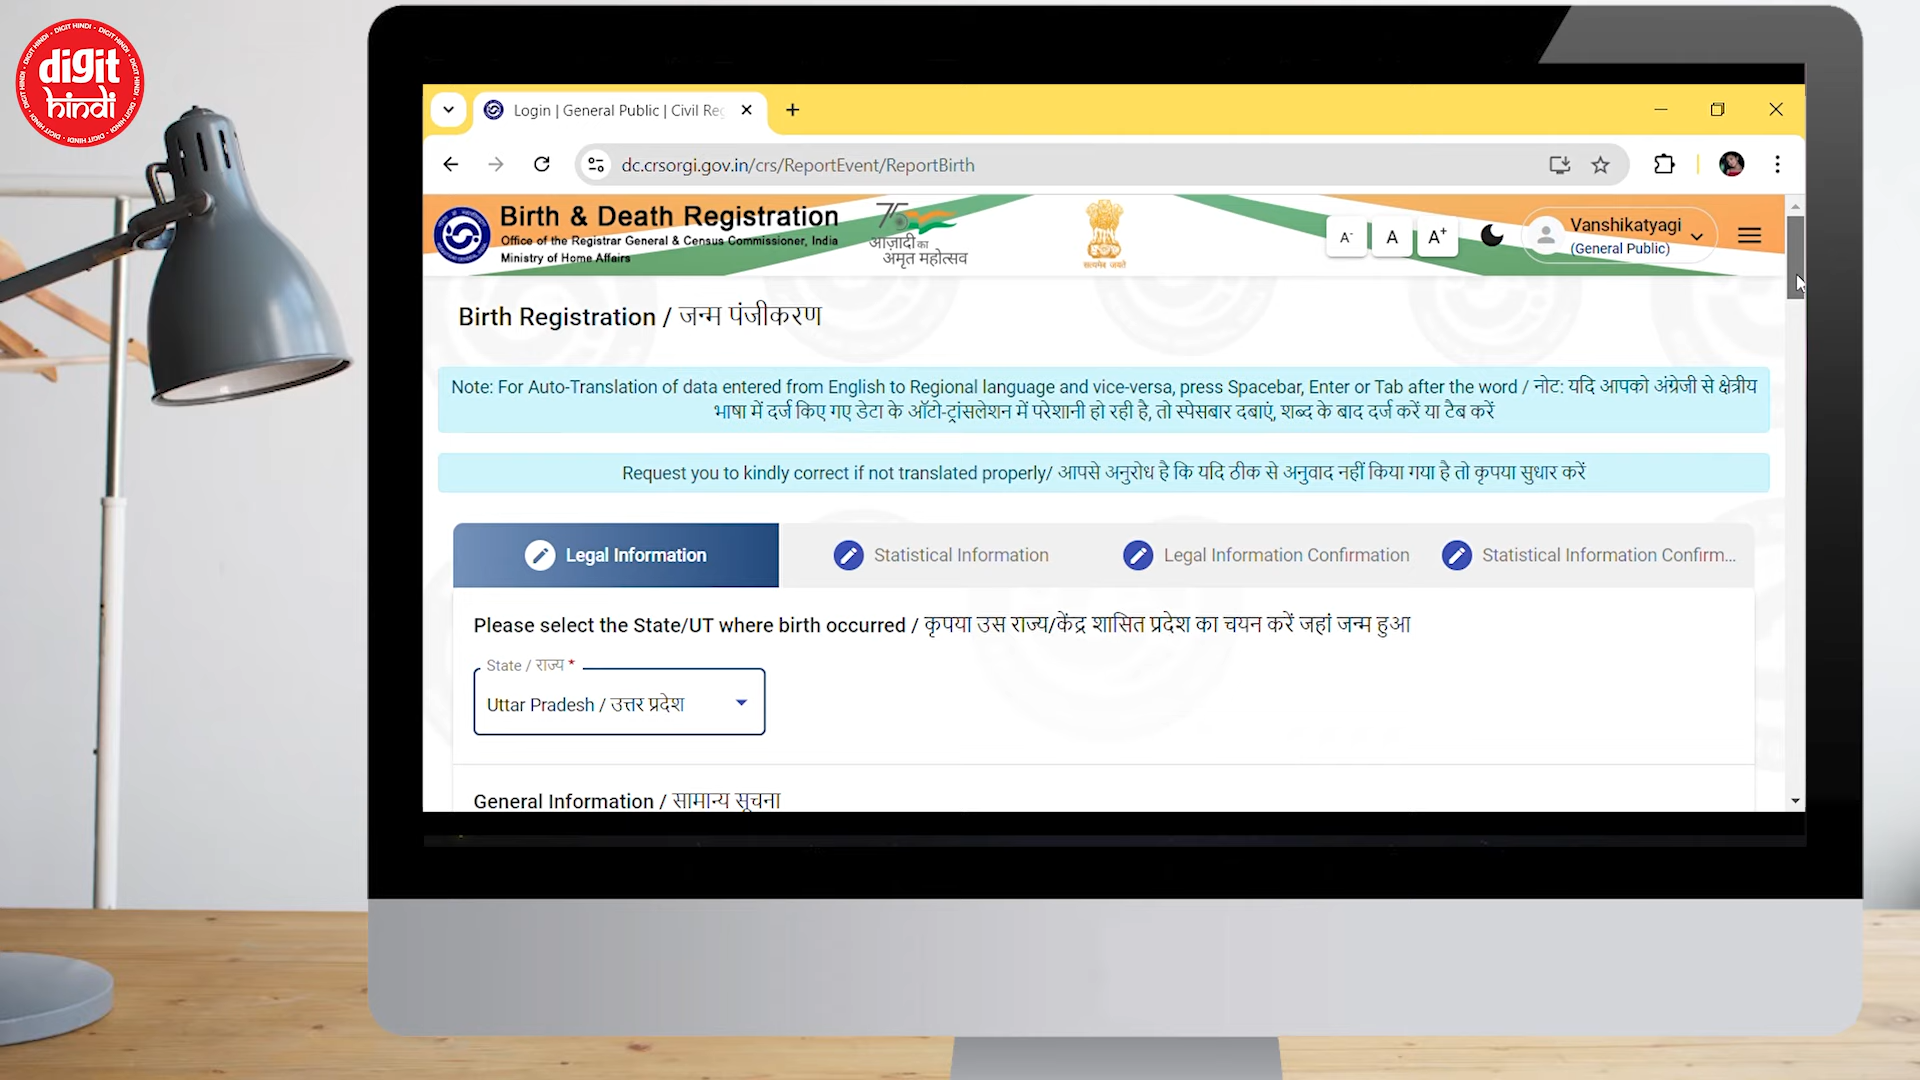 digit
hindi
Login | General Public | Civil Reg
dc.crsorgi.gov.in/crs/ReportEvent/ReportBirth
Birth & Death Registration
Office of the Registrar General & Census Commissioner, India
Ministry of Home Affairs
75
आज़ादी का
अमृत महोत्सव
सत्यमेव जयते
A-
A
A+
Vanshikatyagi
(General Public)
Birth Registration / जन्म पंजीकरण
Note: For Auto-Translation of data entered from English to Regional language and vice-versa, press Spacebar, Enter or Tab after the word / नोट: यदि आपको अंग्रेजी से क्षेत्रीय
भाषा में दर्ज किए गए डेटा के ऑटो-ट्रांसलेशन में परेशानी हो रही है, तो स्पेसबार दबाएं, शब्द के बाद दर्ज करें या टैब करें
Request you to kindly correct if not translated properly/ आपसे अनुरोध है कि यदि ठीक से अनुवाद नहीं किया गया है तो कृपया सुधार करें
Legal Information
Statistical Information
Legal Information Confirmation
Statistical Information Confirm...
Please select the State/UT where birth occurred / कृपया उस राज्य/केंद्र शासित प्रदेश का चयन करें जहां जन्म हुआ
State / राज्य *
Uttar Pradesh / उत्तर प्रदेश
General Information / सामान्य सूचना